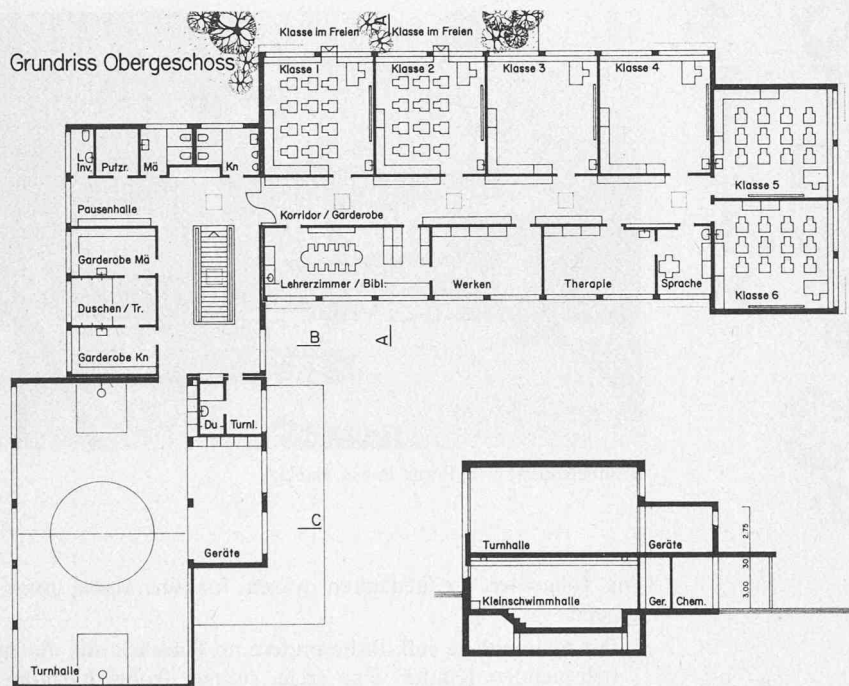 Klasse im Freien A Klasse im Freien
Grundriss Obergeschoss
Klasse 1 Klasse 2 Klasse 3 Klasse 4
L
Inv. Putzr. Mä Kn
Klasse 5
Pausenhalle
Korridor / Garderobe
Garderobe Mä
Lehrerzimmer / Bibl. Werken Therapie Sprache
Klasse 6
Duschen / Tr.
B A
Garderobe Kn
Du Turnl.
C
Geräte
Turnhalle
Turnhalle Geräte
2.75
30
Kleinschwimmhalle Ger. Chem.
3.00